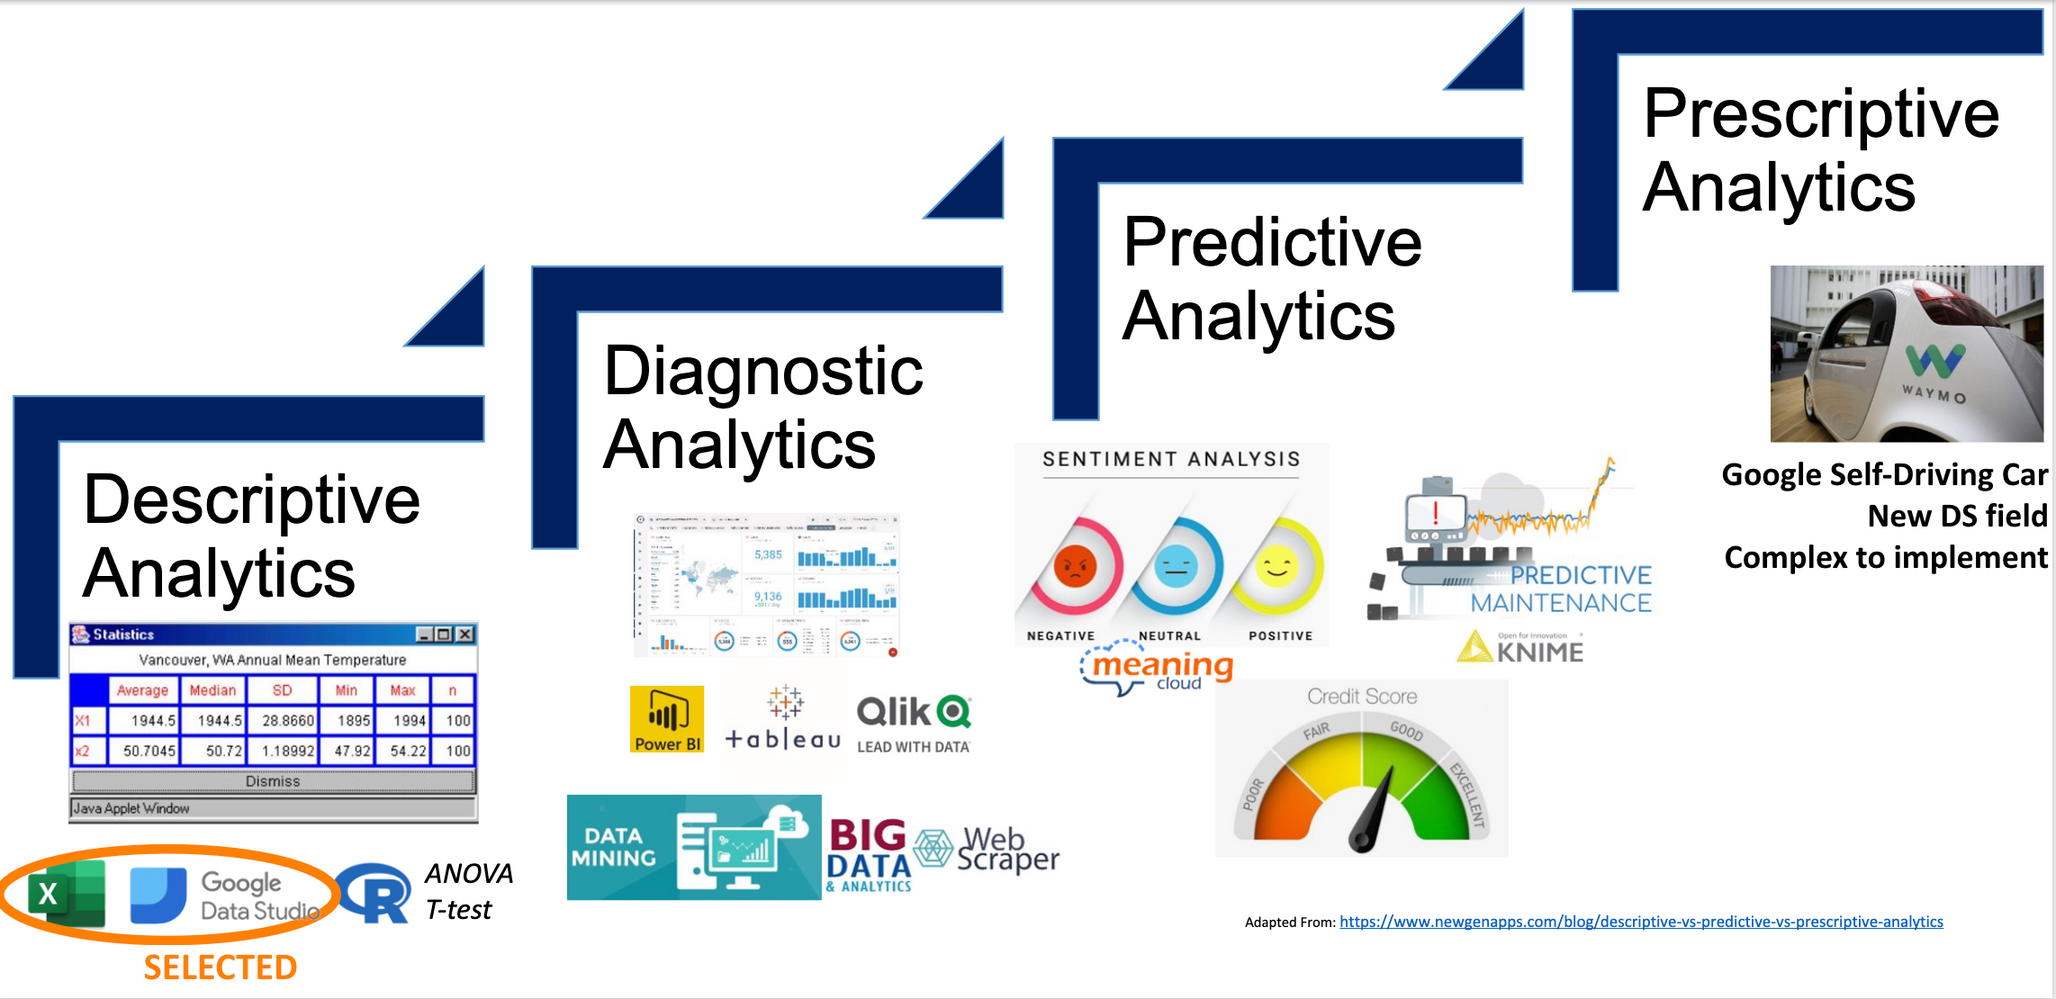 Descriptive
Analytics
Statistics
Vancouver, WA Annual Mean Temperature
Average Median SD Min Max n
X1 1944.5 1944.5 28.8660 1895 1994 100
x2 50.7045 50.72 1.18992 47.92 54.22 100
Dismiss
Java Applet Window
X
Google
Data Studio
R
ANOVA
T-test
SELECTED
Diagnostic
Analytics
5,385
9,136
Power BI
+ableau
Qlik Q
LEAD WITH DATA
DATA
MINING
BIG
DATA
& ANALYTICS
Web
Scraper
Predictive
Analytics
SENTIMENT ANALYSIS
NEGATIVE NEUTRAL POSITIVE
meaning
cloud
!
PREDICTIVE
MAINTENANCE
Open for Innovation
KNIME
Credit Score
POOR FAIR GOOD EXCELLENT
Prescriptive
Analytics
WAYMO
Google Self-Driving Car
New DS field
Complex to implement
Adapted From: https://www.newgenapps.com/blog/descriptive-vs-predictive-vs-prescriptive-analytics